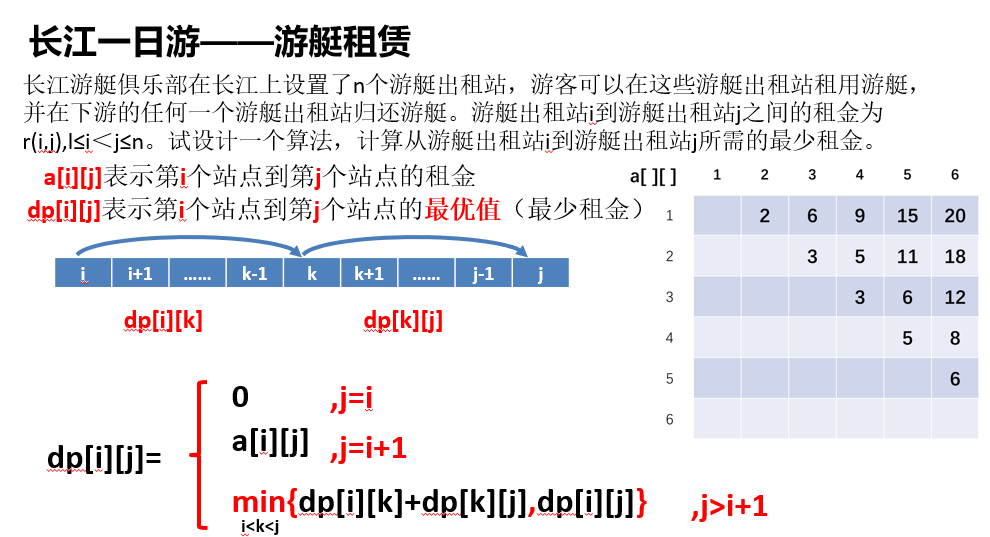 长江一日游——游艇租赁
长江游艇俱乐部在长江上设置了n个游艇出租站，游客可以在这些游艇出租站租用游艇，
并在下游的任何一个游艇出租站归还游艇。游艇出租站i到游艇出租站j之间的租金为
r(i,j),l≤i＜j≤n。试设计一个算法，计算从游艇出租站i到游艇出租站j所需的最少租金。
a[i][j]表示第i个站点到第j个站点的租金
dp[i][j]表示第i个站点到第j个站点的最优值（最少租金）
i i+1 …… k-1 k k+1 …… j-1 j
dp[i][k] dp[k][j]
dp[i][j]=
0 ,j=i
a[i][j] ,j=i+1
min{dp[i][k]+dp[k][j],dp[i][j]} ,j>i+1
i<k<j
a[ ][ ] 1 2 3 4 5 6
1 2 6 9 15 20
2 3 5 11 18
3 3 6 12
4 5 8
5 6
6